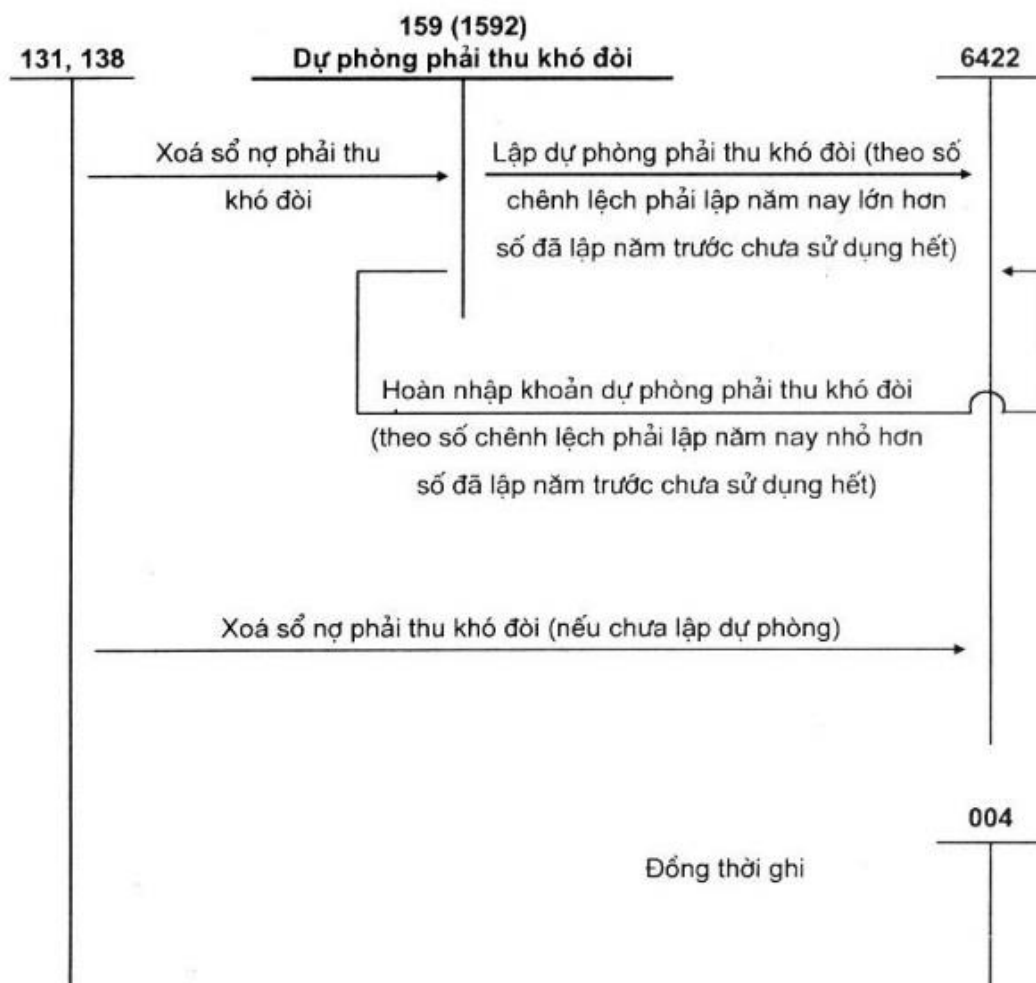 159 (1592)
131, 138
Dự phòng phải thu khó đòi
6422
Xoá sổ nợ phải thu
khó đòi
Lập dự phòng phải thu khó đòi (theo số
chênh lệch phải lập năm nay lớn hơn
số đã lập năm trước chưa sử dụng hết)
Hoàn nhập khoản dự phòng phải thu khó đòi
(theo số chênh lệch phải lập năm nay nhỏ hơn
số đã lập năm trước chưa sử dụng hết)
Xoá sổ nợ phải thu khó đòi (nếu chưa lập dự phòng)
004
Đồng thời ghi